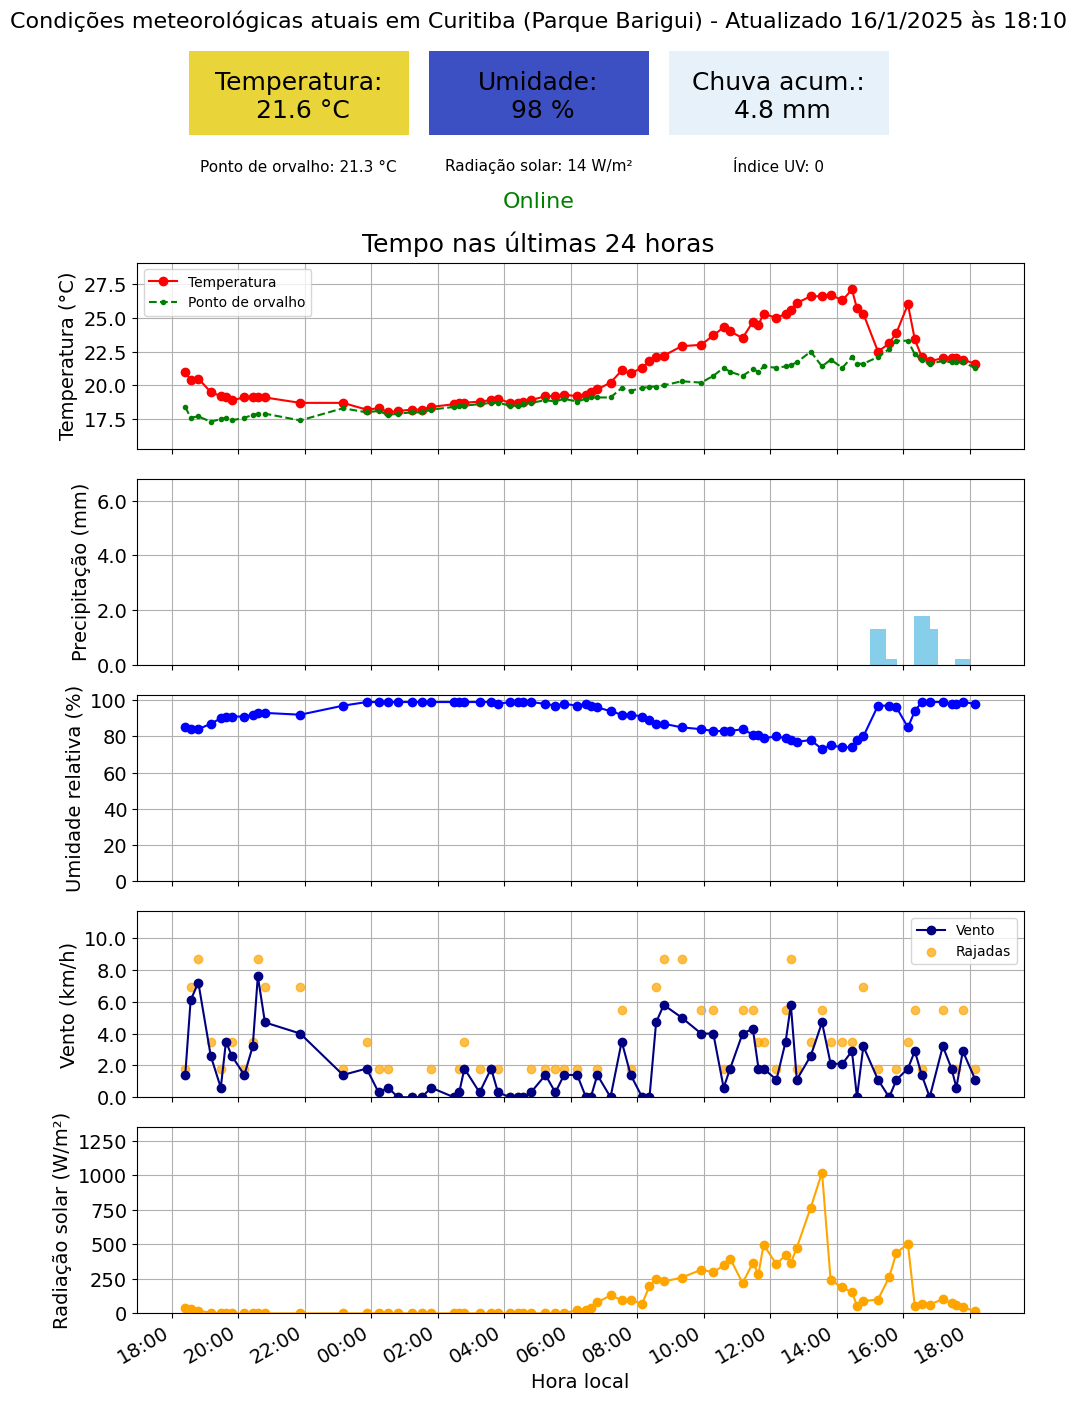 Condições meteorológicas atuais em Curitiba (Parque Barigui) - Atualizado 16/1/2025 às 18:10
Temperatura:
21.6 °C
Umidade:
98 %
Chuva acum.:
4.8 mm
Ponto de orvalho: 21.3 °C
Radiação solar: 14 W/m²
Índice UV: 0
Online
Tempo nas últimas 24 horas
Temperatura (°C)
27.5
25.0
22.5
20.0
17.5
Temperatura
Ponto de orvalho
Precipitação (mm)
6.0
4.0
2.0
0.0
Umidade relativa (%)
100
80
60
40
20
0
Vento (km/h)
10.0
8.0
6.0
4.0
2.0
0.0
Vento
Rajadas
Radiação solar (W/m²)
1250
1000
750
500
250
0
18:00 20:00 22:00 00:00 02:00 04:00 06:00 08:00 10:00 12:00 14:00 16:00 18:00
Hora local